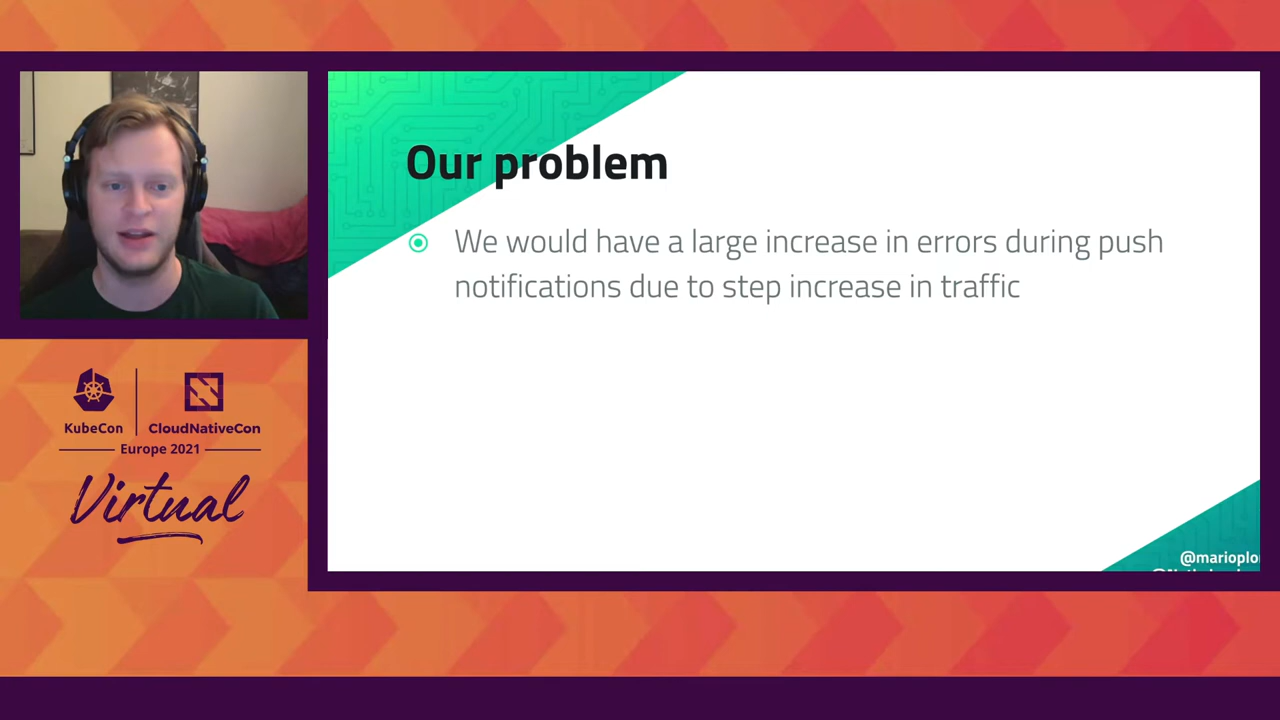 Our problem
We would have a large increase in errors during push
notifications due to step increase in traffic
@marioplo
KubeCon
CloudNativeCon
Europe 2021
Virtual